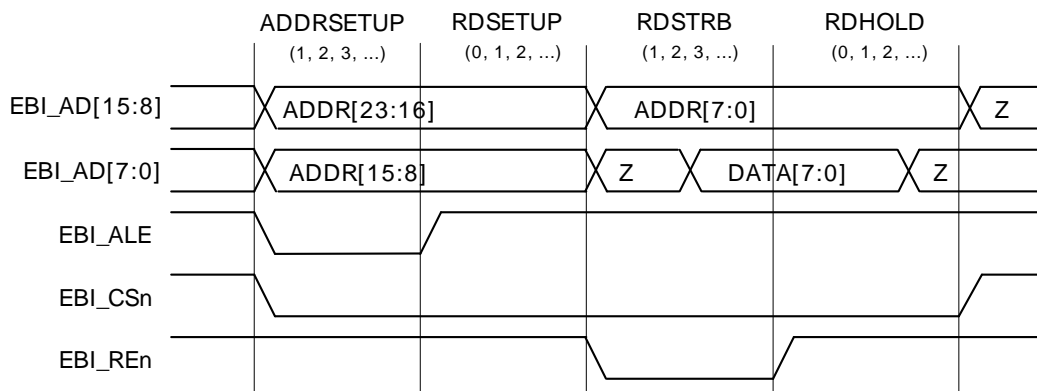 ADDRSETUP RDSETUP RDSTRB RDHOLD
(1, 2, 3, ...) (0, 1, 2, ...) (1, 2, 3, ...) (0, 1, 2, ...)
EBI_AD[15:8] ADDR[23:16] ADDR[7:0] Z
EBI_AD[7:0] ADDR[15:8] Z DATA[7:0] Z
EBI_ALE
EBI_CSn
EBI_REn